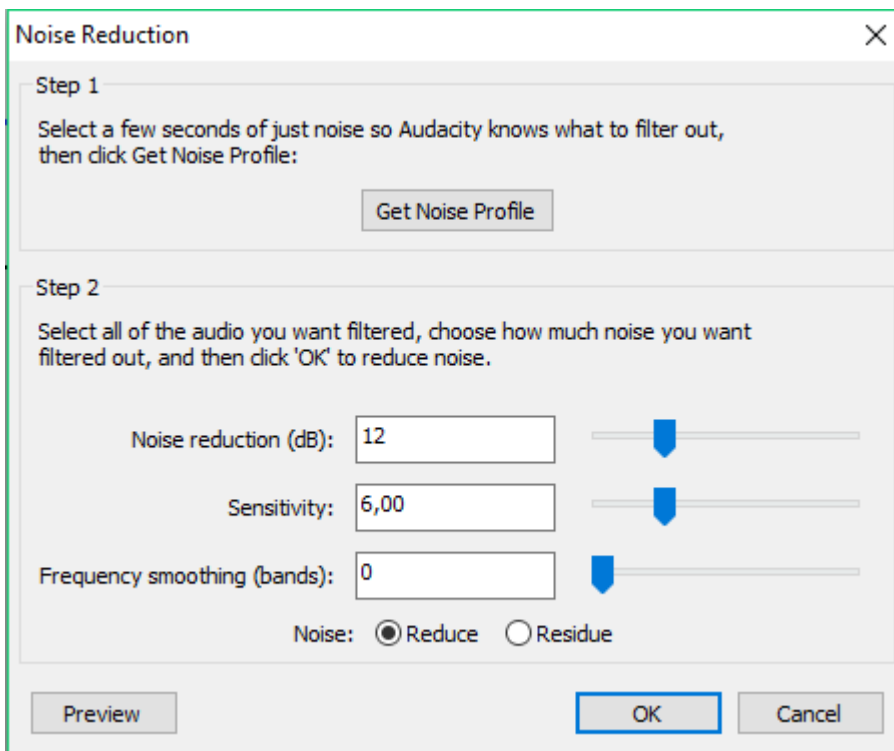 Noise Reduction
Step 1
Select a few seconds of just noise so Audacity knows what to filter out,
then click Get Noise Profile:
Get Noise Profile
Step 2
Select all of the audio you want filtered, choose how much noise you want
filtered out, and then click 'OK' to reduce noise.
Noise reduction (dB): 12
Sensitivity: 6,00
Frequency smoothing (bands): 0
Noise: Reduce Residue
Preview OK Cancel